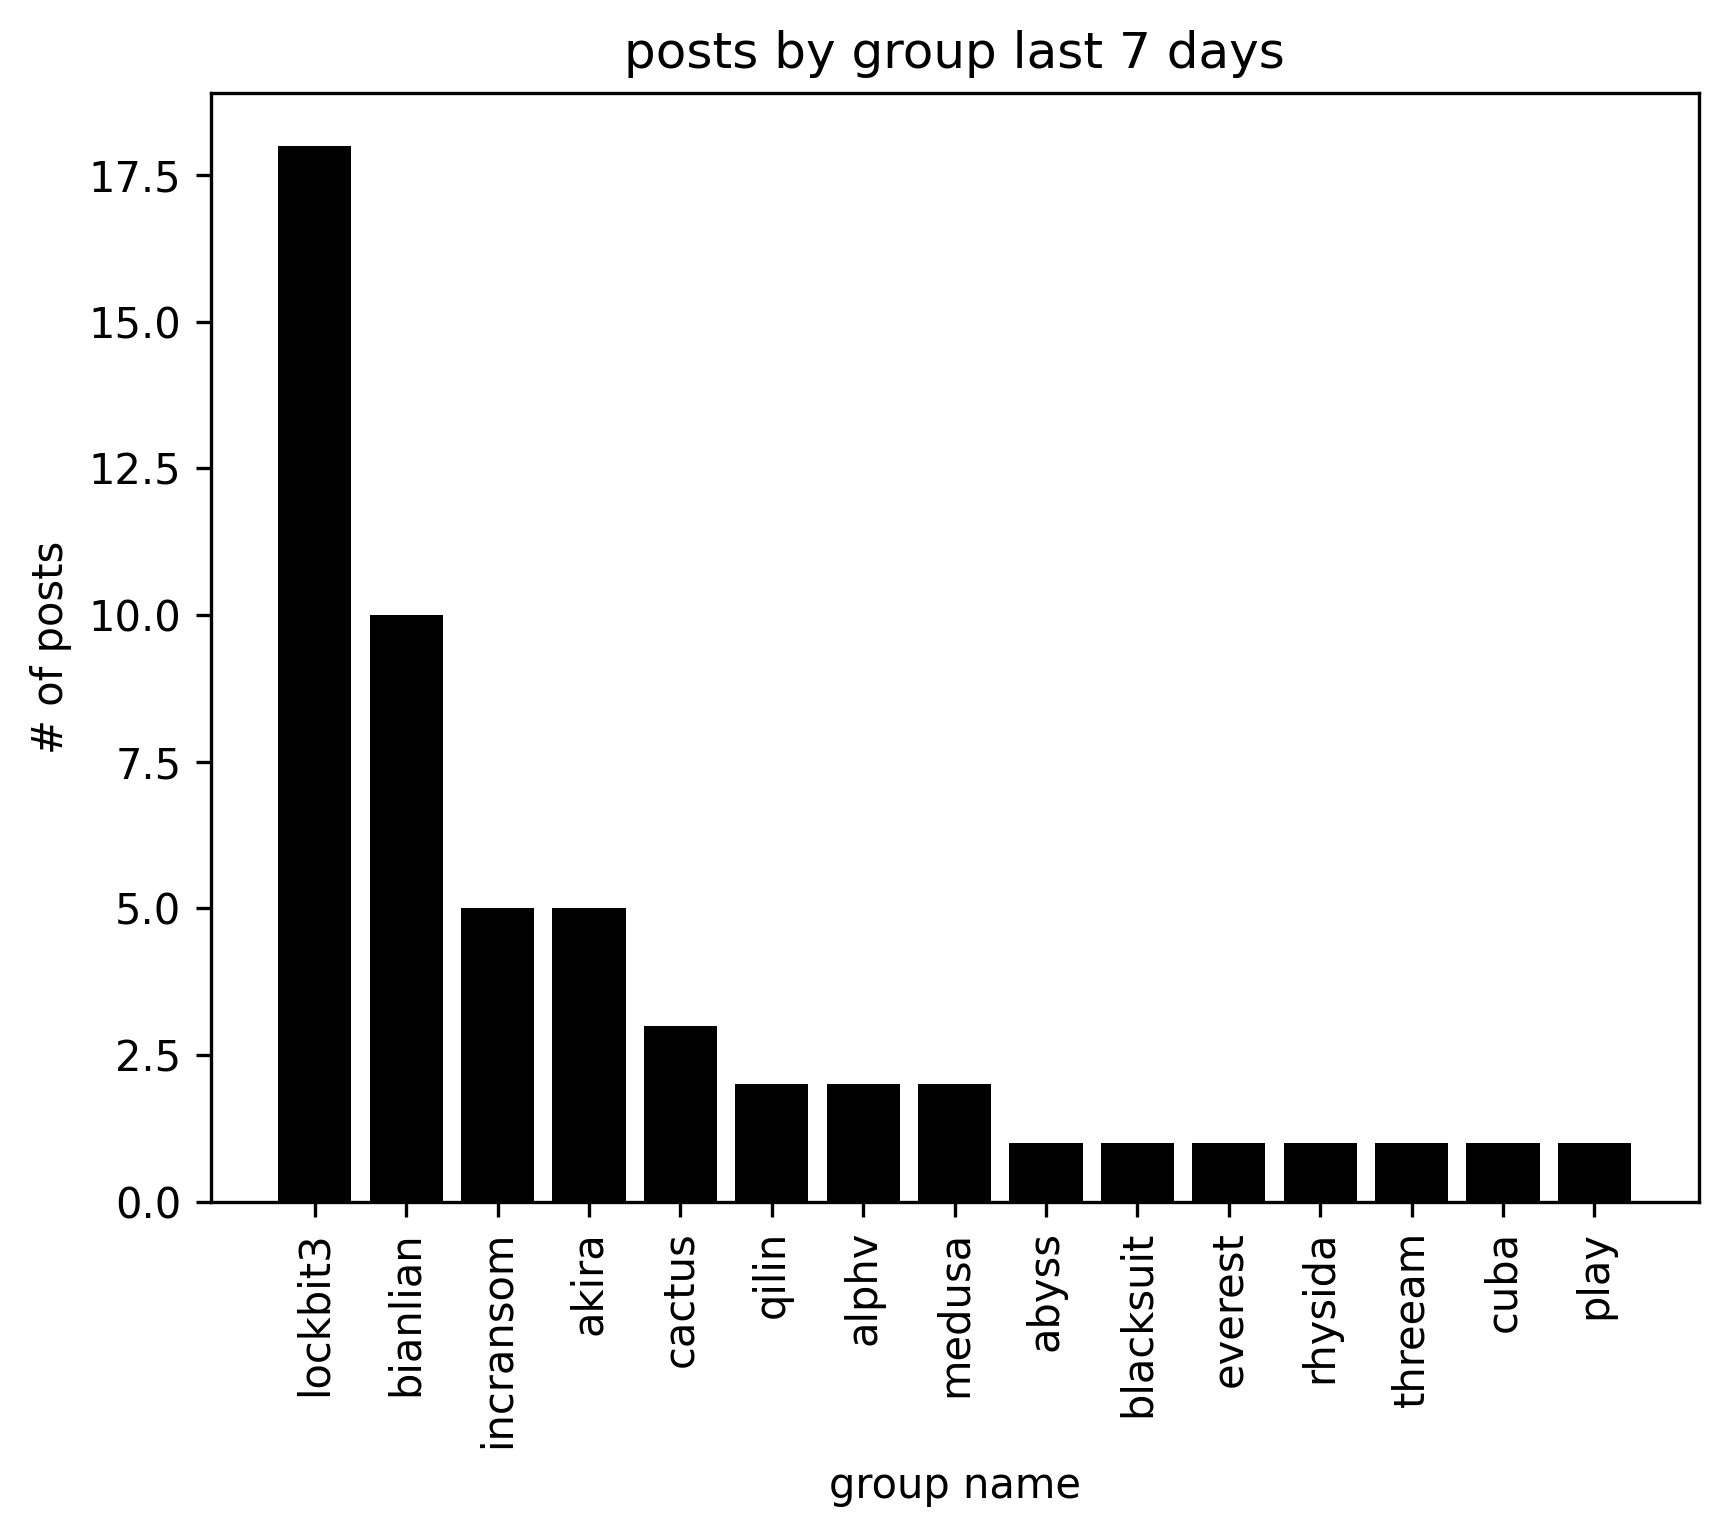 posts by group last 7 days
# of posts
17.5
15.0
12.5
10.0
7.5
5.0
2.5
0.0
lockbit3
bianlian
incransom
akira
cactus
qilin
alphv
medusa
abyss
blacksuit
everest
rhysida
threeam
cuba
play
group name